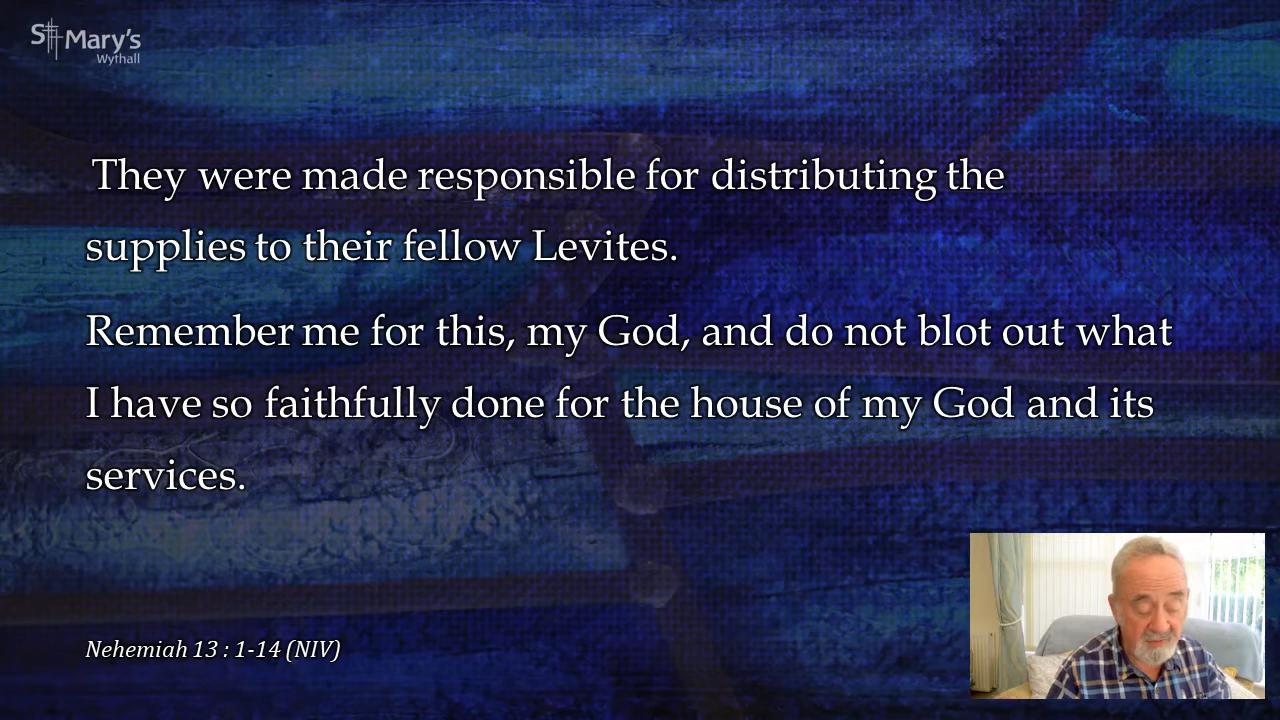 St Mary's
Wythall
They were made responsible for distributing the
supplies to their fellow Levites.
Remember me for this, my God, and do not blot out what
I have so faithfully done for the house of my God and its
services.
Nehemiah 13 : 1-14 (NIV)